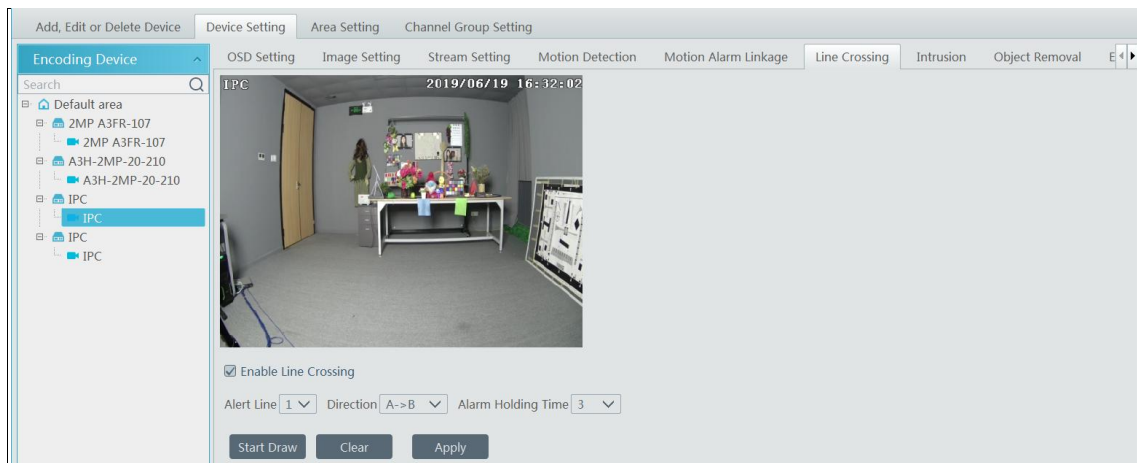 Add, Edit or Delete Device Device Setting Area Setting Channel Group Setting
Encoding Device
OSD Setting Image Setting Stream Setting Motion Detection Motion Alarm Linkage Line Crossing Intrusion Object Removal E
Search
Default area
2MP A3FR-107
2MP A3FR-107
A3H-2MP-20-210
A3H-2MP-20-210
IPC
IPC
IPC
IPC
IPC 2019/06/19 16:32:02
Enable Line Crossing
Alert Line 1 Direction A->B Alarm Holding Time 3
Start Draw Clear Apply